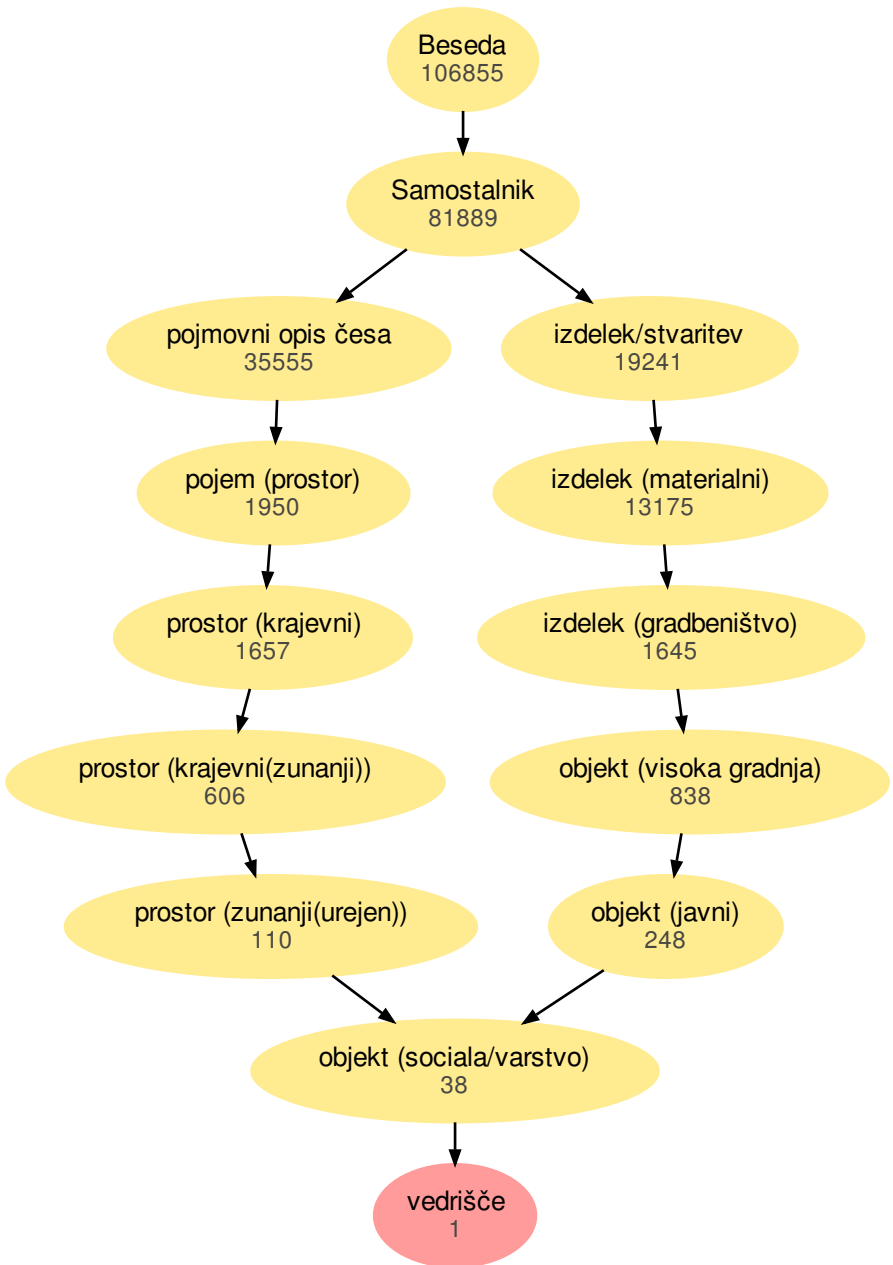 Beseda
106855
Samostalnik
81889
pojmovni opis česa
35555
izdelek/stvaritev
19241
pojem (prostor)
1950
izdelek (materialni)
13175
prostor (krajevni)
1657
izdelek (gradbeništvo)
1645
prostor (krajevni(zunanji))
606
objekt (visoka gradnja)
838
prostor (zunanji(urejen))
110
objekt (javni)
248
objekt (sociala/varstvo)
38
vedrišče
1